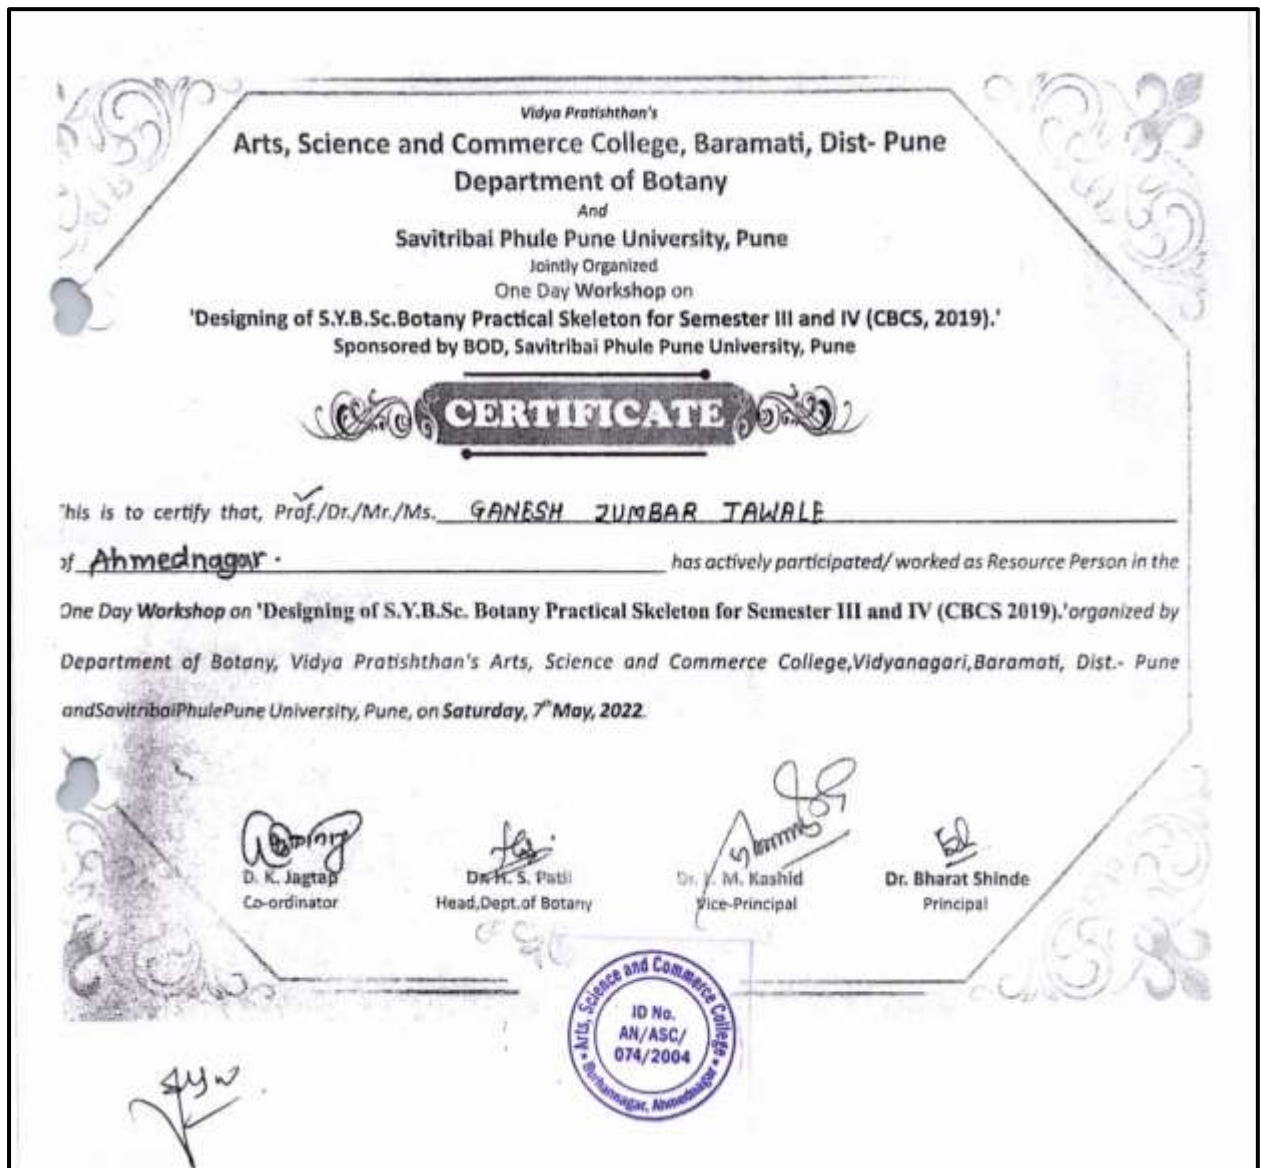 Vidya Pratishthan's
Arts, Science and Commerce College, Baramati, Dist- Pune
Department of Botany
And
Savitribai Phule Pune University, Pune
Jointly Organized
One Day Workshop on
'Designing of S.Y.B.Sc.Botany Practical Skeleton for Semester III and IV (CBCS, 2019).'
Sponsored by BOD, Savitribai Phule Pune University, Pune
CERTIFICATE
This is to certify that, Prof./Dr./Mr./Ms. GANESH ZUMBAR TAWALE
of Ahmednagar. has actively participated/ worked as Resource Person in the
One Day Workshop on 'Designing of S.Y.B.Sc. Botany Practical Skeleton for Semester III and IV (CBCS 2019).'organized by
Department of Botany, Vidya Pratishthan's Arts, Science and Commerce College,Vidyanagari,Baramati, Dist.- Pune
andSavitribaiPhulePune University, Pune, on Saturday, 7th May, 2022.
D. K. Jagtap Dr. H. S. Patil Dr. M. Kashid Dr. Bharat Shinde
Co-ordinator Head,Dept.of Botany Vice-Principal Principal
Arts, Science and Commerce College
ID No.
AN/ASC/
074/2004
Burhannagar, Ahmednagar